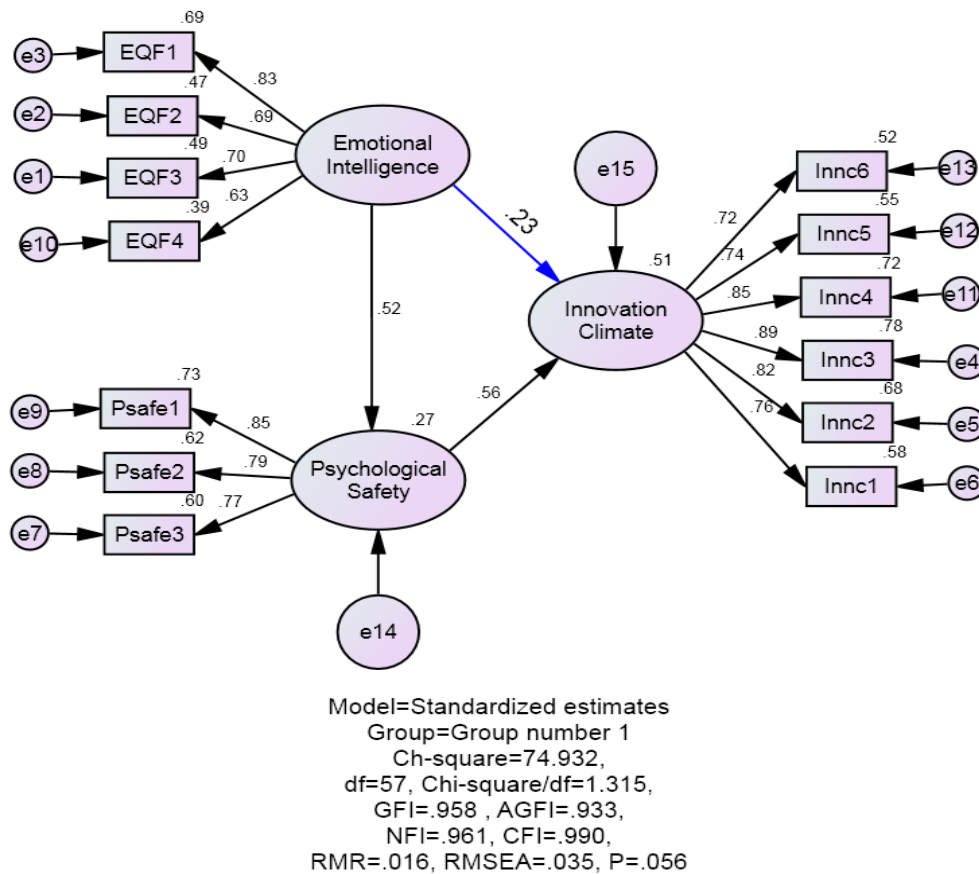 .69
e3
EQF1
.83
.47
e2
EQF2
.69
.49
e1
EQF3
.70
.39
e10
EQF4
.63
Emotional
Intelligence
e15
.23
.52
.51
Innovation
Climate
.52
Innc6
e13
.72
.55
Innc5
e12
.74
.72
Innc4
e11
.85
.78
Innc3
e4
.89
.68
Innc2
e5
.82
.58
Innc1
e6
.76
.56
.73
e9
Psafe1
.85
.62
e8
Psafe2
.79
.60
e7
Psafe3
.77
.27
Psychological
Safety
e14
Model=Standardized estimates
Group=Group number 1
Ch-square=74.932,
df=57, Chi-square/df=1.315,
GFI=.958 , AGFI=.933,
NFI=.961, CFI=.990,
RMR=.016, RMSEA=.035, P=.056